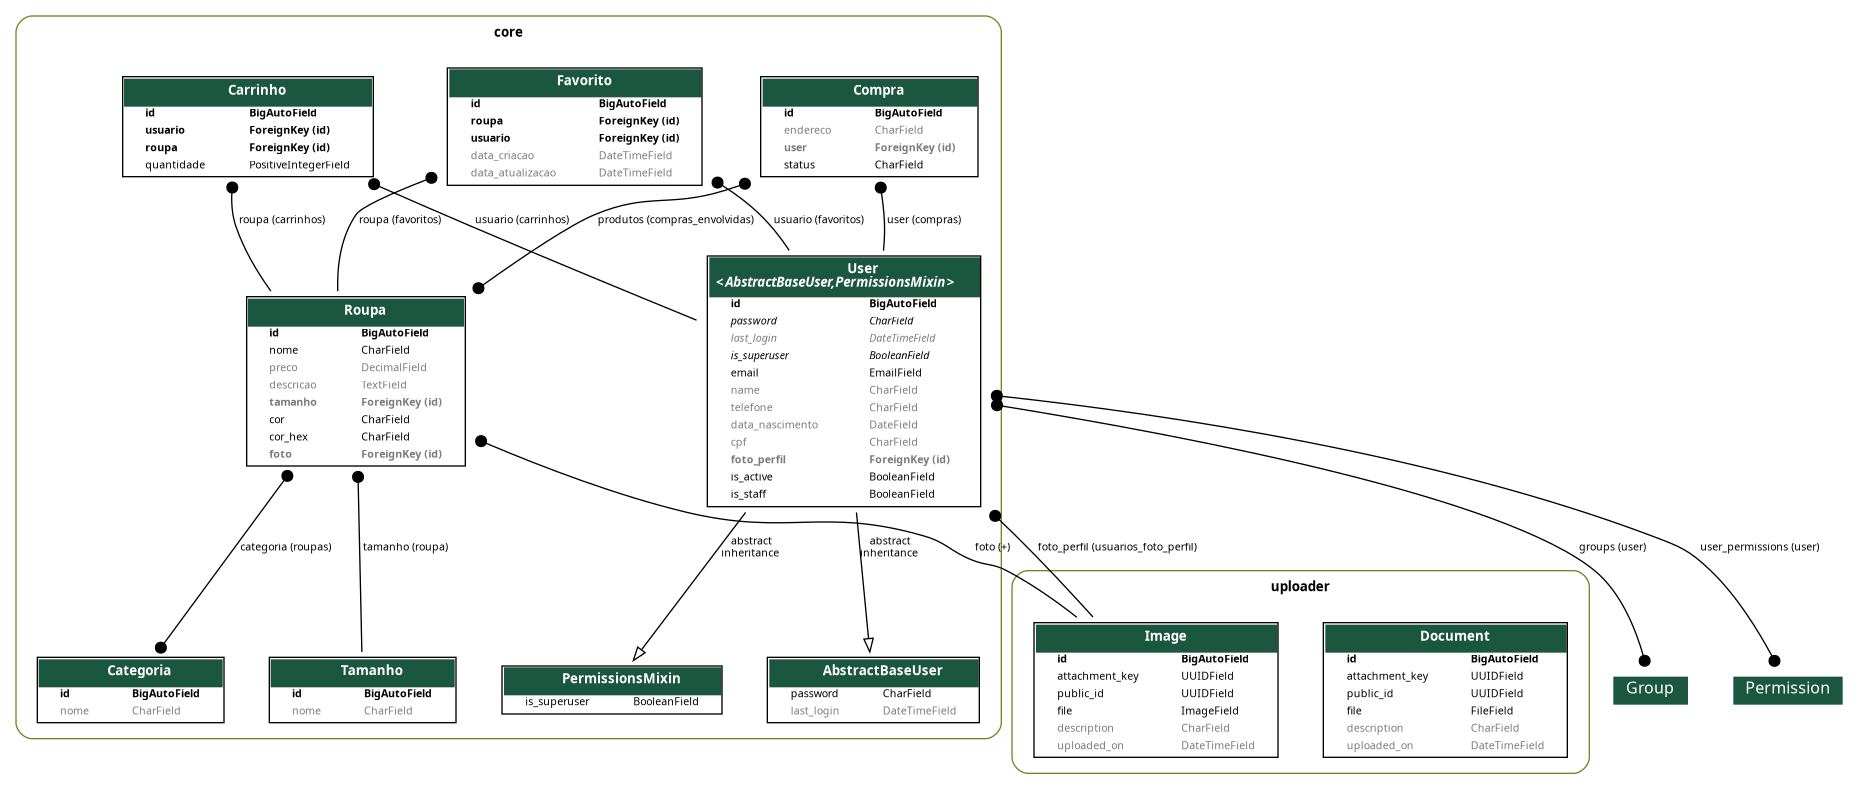 core
Carrinho
id BigAutoField
usuario ForeignKey (id)
roupa ForeignKey (id)
quantidade PositiveIntegerField
Favorito
id BigAutoField
roupa ForeignKey (id)
usuario ForeignKey (id)
data_criacao DateTimeField
data_atualizacao DateTimeField
Compra
id BigAutoField
endereco CharField
user ForeignKey (id)
status CharField
roupa (carrinhos)
roupa (favoritos)
usuario (carrinhos)
produtos (compras_envolvidas)
usuario (favoritos)
user (compras)
Roupa
id BigAutoField
nome CharField
preco DecimalField
descricao TextField
tamanho ForeignKey (id)
cor CharField
cor_hex CharField
foto ForeignKey (id)
User
<AbstractBaseUser,PermissionsMixin>
id BigAutoField
password CharField
last_login DateTimeField
is_superuser BooleanField
email EmailField
name CharField
telefone CharField
data_nascimento DateField
cpf CharField
foto_perfil ForeignKey (id)
is_active BooleanField
is_staff BooleanField
categoria (roupas)
tamanho (roupa)
abstract
inheritance
abstract
inheritance
foto (+)
foto_perfil (usuarios_foto_perfil)
groups (user)
user_permissions (user)
Categoria
id BigAutoField
nome CharField
Tamanho
id BigAutoField
nome CharField
PermissionsMixin
is_superuser BooleanField
AbstractBaseUser
password CharField
last_login DateTimeField
uploader
Image
id BigAutoField
attachment_key UUIDField
public_id UUIDField
file ImageField
description CharField
uploaded_on DateTimeField
Document
id BigAutoField
attachment_key UUIDField
public_id UUIDField
file FileField
description CharField
uploaded_on DateTimeField
Group
Permission